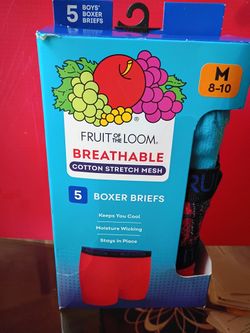 5 BOYS' BOXER BRIEFS
M
8-10
FRUIT OF THE LOOM®
BREATHABLE
COTTON STRETCH MESH
5 BOXER BRIEFS
Keeps You Cool
Moisture Wicking
Stays in Place